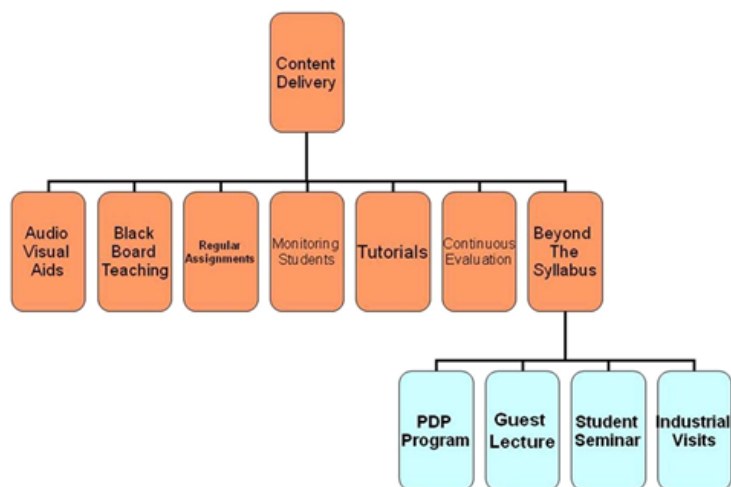 Content
Delivery
Audio
Visual
Aids
Black
Board
Teaching
Regular
Assignments
Monitoring
Students
Tutorials
Continuous
Evaluation
Beyond
The
Syllabus
PDP
Program
Guest
Lecture
Student
Seminar
Industrial
Visits